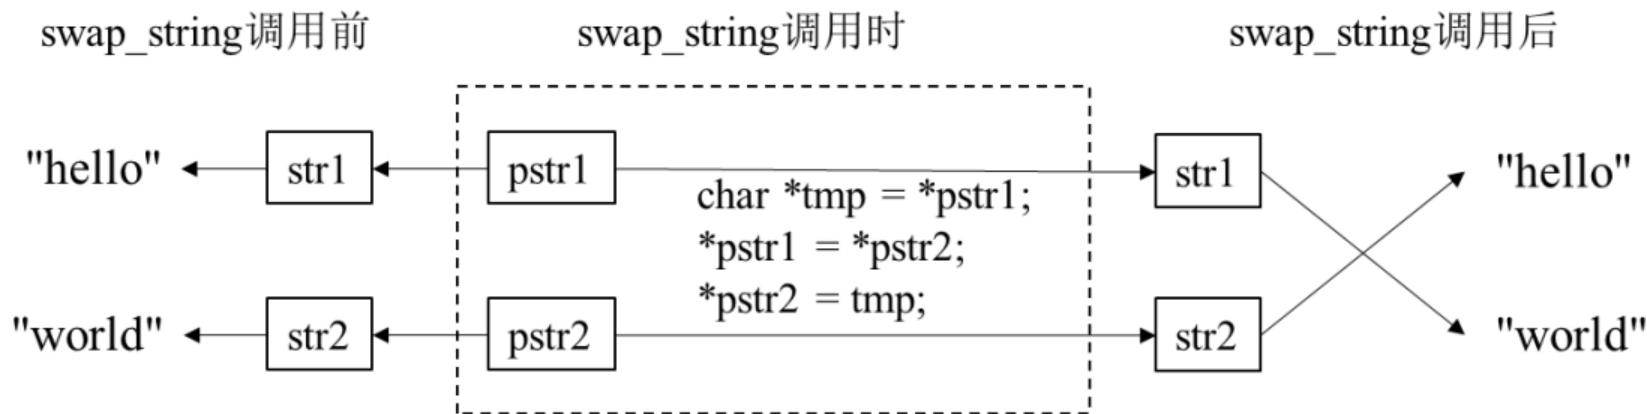 swap_string调用前 swap_string调用时 swap_string调用后
"hello" str1 pstr1 str1 "hello"
char *tmp = *pstr1;
*pstr1 = *pstr2;
*pstr2 = tmp;
"world" str2 pstr2 str2 "world"